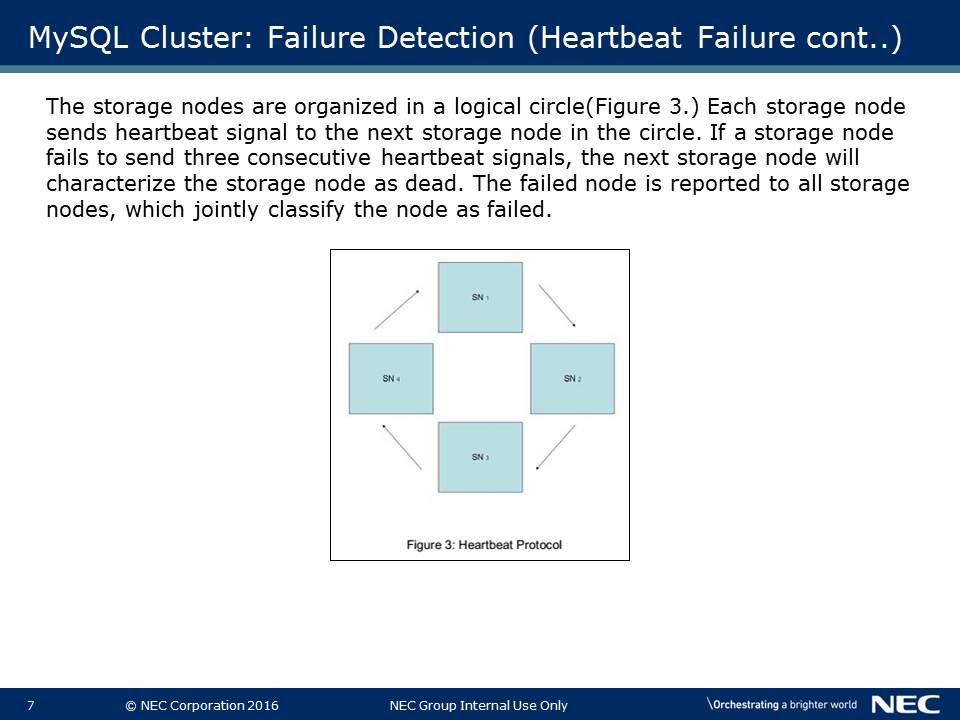 MySQL Cluster: Failure Detection (Heartbeat Failure cont..)
The storage nodes are organized in a logical circle(Figure 3.) Each storage node
sends heartbeat signal to the next storage node in the circle. If a storage node
fails to send three consecutive heartbeat signals, the next storage node will
characterize the storage node as dead. The failed node is reported to all storage
nodes, which jointly classify the node as failed.
SN 1
SN 4
SN 2
SN 3
Figure 3: Heartbeat Protocol
7
© NEC Corporation 2016
NEC Group Internal Use Only
\Orchestrating a brighter world
NEC